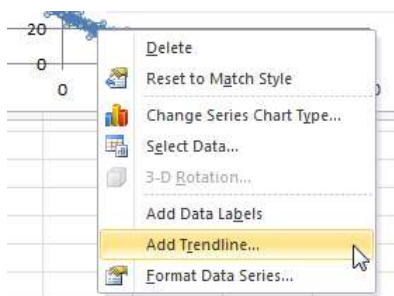 20
0
0
Delete
Reset to Match Style
Change Series Chart Type...
Select Data...
3-D Rotation...
Add Data Labels
Add Trendline...
Format Data Series...